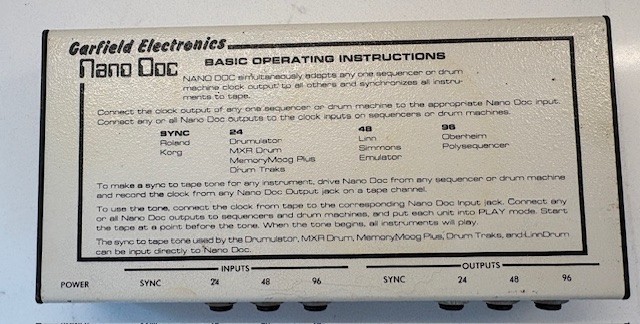 Garfield Electronics
Nano Doc
BASIC OPERATING INSTRUCTIONS
NANO DOC simultaneously adapts any one sequencer or drum
machine clock output to all others and synchronizes all instru-
ments to tape.
Connect the clock output of any one sequencer or drum machine to the appropriate Nano Doc input.
Connect any or all Nano Doc outputs to the clock inputs on sequencers or drum machines.
SYNC 24 48 96
Roland Drumulator Linn Oberheim
Korg MXR Drum Simmons Polysequencer
MemoryMoog Plus Emulator
Drum Traks
To make a sync to tape tone for any instrument, drive Nano Doc from any sequencer or drum machine
and record the clock from any Nano Doc Output jack on a tape channel.
To use the tone, connect the clock from tape to the corresponding Nano Doc Input jack. Connect any
or all Nano Doc outputs to sequencers and drum machines, and put each unit into PLAY mode. Start
the tape at a point before the tone. When the tone begins, all instruments will play.
The sync to tape tone used by the Drumulator, MXR Drum, MemoryMoog Plus, Drum Traks, and LinnDrum
can be input directly to Nano Doc.
INPUTS OUTPUTS
POWER SYNC 24 48 96 SYNC 24 48 96